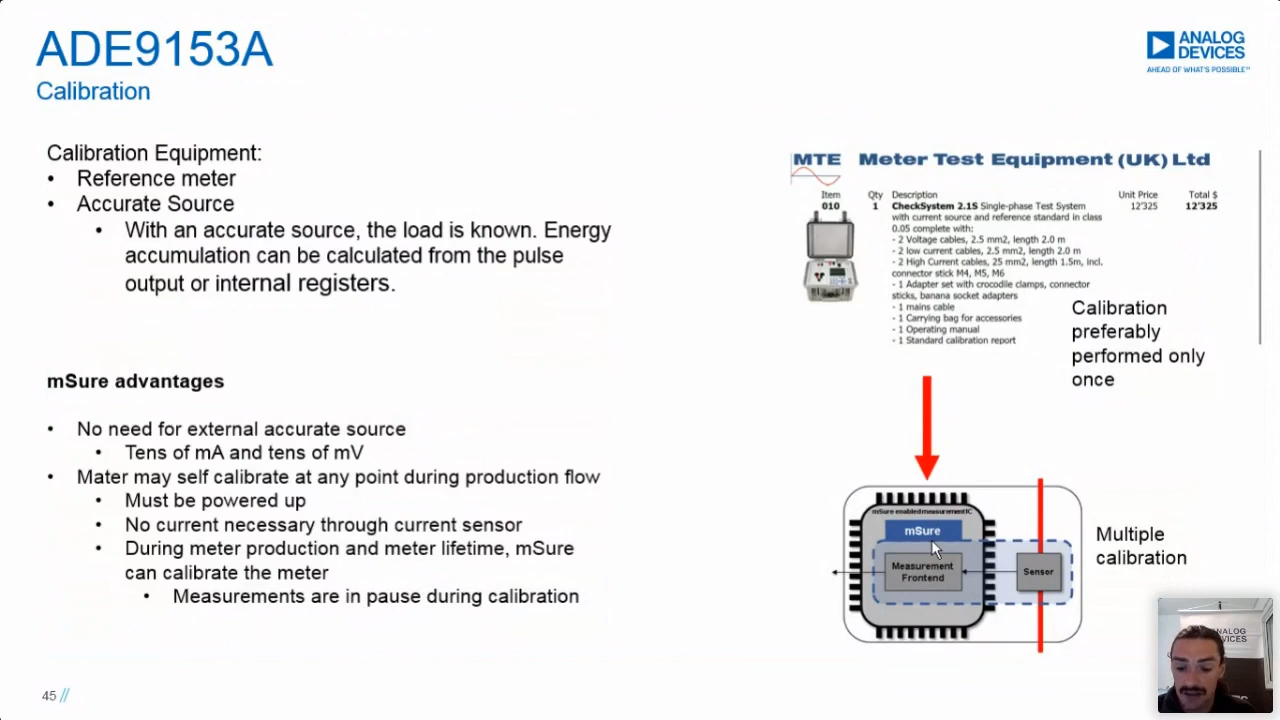 ADE9153A
Calibration
ANALOG
DEVICES
AHEAD OF WHAT'S POSSIBLE™
Calibration Equipment:
• Reference meter
• Accurate Source
• With an accurate source, the load is known. Energy
accumulation can be calculated from the pulse
output or internal registers.
mSure advantages
• No need for external accurate source
• Tens of mA and tens of mV
• Mater may self calibrate at any point during production flow
• Must be powered up
• No current necessary through current sensor
• During meter production and meter lifetime, mSure
can calibrate the meter
• Measurements are in pause during calibration
MTE Meter Test Equipment (UK) Ltd
Item Qty Description Unit Price Total $
010 1 CheckSystem 2.1S Single-phase Test System 12'325 12'325
with current source and reference standard in class
0.05 complete with:
- 2 Voltage cables, 2.5 mm2, length 2.0 m
- 2 low current cables, 2.5 mm2, length 2.0 m
- 2 High Current cables, 25 mm2, length 1.5m, incl.
connector stick M4, M5, M6
- 1 Adapter set with crocodile clamps, connector
sticks, banana socket adapters
- 1 mains cable
- 1 Carrying bag for accessories
- 1 Operating manual
- 1 Standard calibration report
Calibration
preferably
performed only
once
mSure enabled measurement IC
mSure
Measurement
Frontend
Sensor
Multiple
calibration
ANALOG
DEVICES
45 //